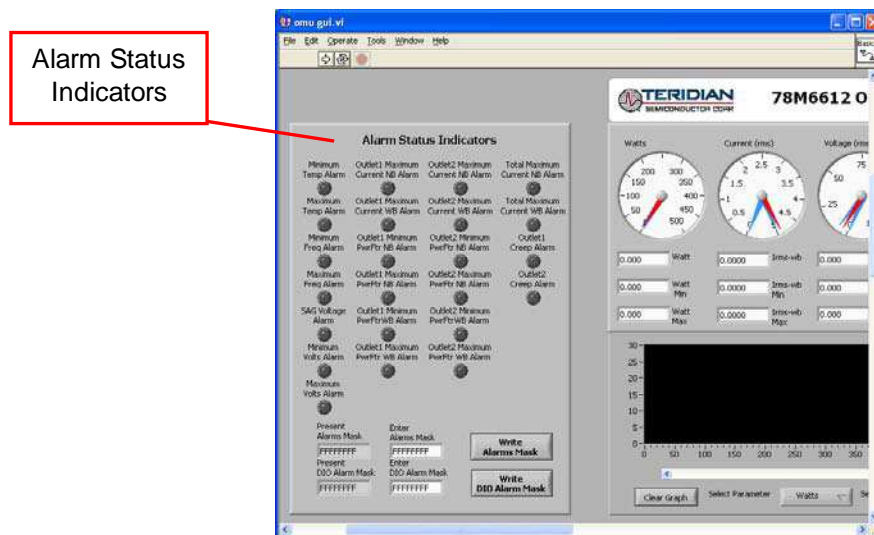 Alarm Status
Indicators
omu gui.vi
File Edit Operate Tools Window Help
TERIDIAN
SEMICONDUCTOR CORP
78M6612 O
Alarm Status Indicators
Minimum
Temp Alarm
Outlet1 Maximum
Current NB Alarm
Outlet2 Maximum
Current NB Alarm
Total Maximum
Current NB Alarm
Maximum
Temp Alarm
Outlet1 Maximum
Current WB Alarm
Outlet2 Maximum
Current WB Alarm
Total Maximum
Current WB Alarm
Minimum
Freq Alarm
Outlet1 Minimum
PwrFtr NB Alarm
Outlet2 Minimum
PwrFtr NB Alarm
Outlet1
Creep Alarm
Maximum
Freq Alarm
Outlet1 Maximum
PwrFtr NB Alarm
Outlet2 Maximum
PwrFtr NB Alarm
Outlet2
Creep Alarm
SAG Voltage
Alarm
Outlet1 Minimum
PwrFtrWB Alarm
Outlet2 Minimum
PwrFtrWB Alarm
Minimum
Volts Alarm
Outlet1 Maximum
PwrFtr WB Alarm
Outlet2 Maximum
PwrFtr WB Alarm
Maximum
Volts Alarm
Present
Alarms Mask
FFFFFFFF
Enter
Alarms Mask
FFFFFFFF
Write
Alarms Mask
Present
DIO Alarm Mask
FFFFFFFF
Enter
DIO Alarm Mask
FFFFFFFF
Write
DIO Alarm Mask
Watts
50 100 150 200 250 300 400 450 500
Current (rms)
0.5 1 1.5 2 2.5 3 3.5 4 4.5
Voltage (rms
25 50 75
0.000 Watt
0.0000 Irms-wb
0.000
0.000 Watt
Min
0.0000 Irms-wb
Min
0.000
0.000 Watt
Max
0.0000 Irms-wb
Max
0.000
30
25
20
15
10
5
0
0 50 100 150 200 250 300 350
Clear Graph
Select Parameter
Watts
Se